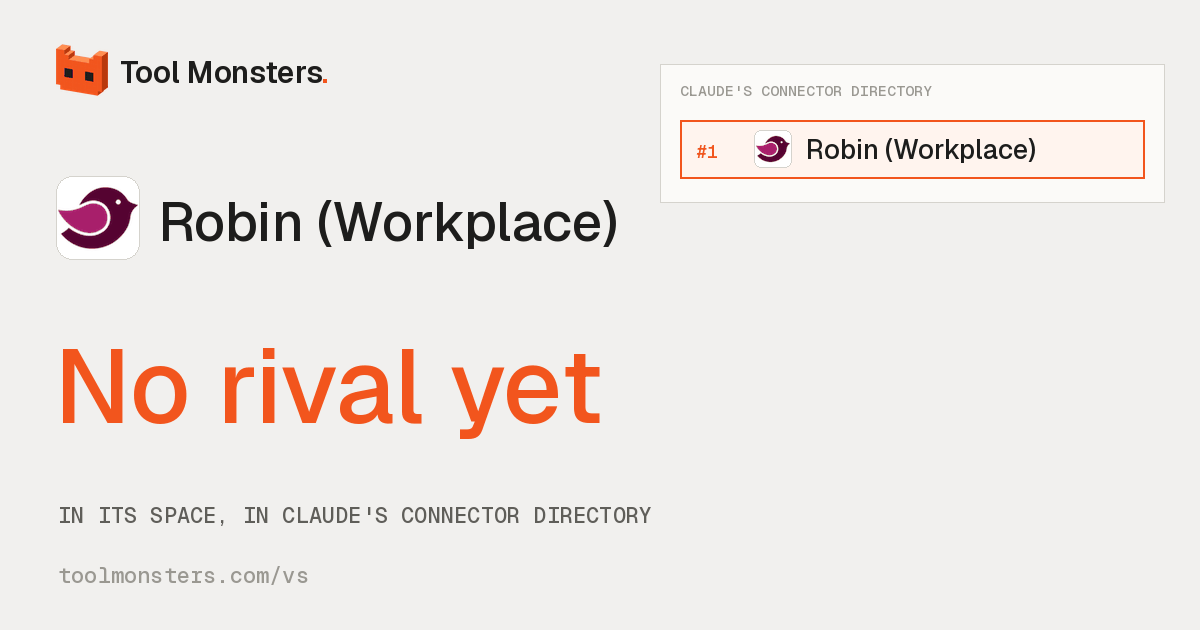 Tool Monsters.
Robin (Workplace)
No rival yet
IN ITS SPACE, IN CLAUDE'S CONNECTOR DIRECTORY
toolmonsters.com/vs
CLAUDE'S CONNECTOR DIRECTORY
#1 Robin (Workplace)